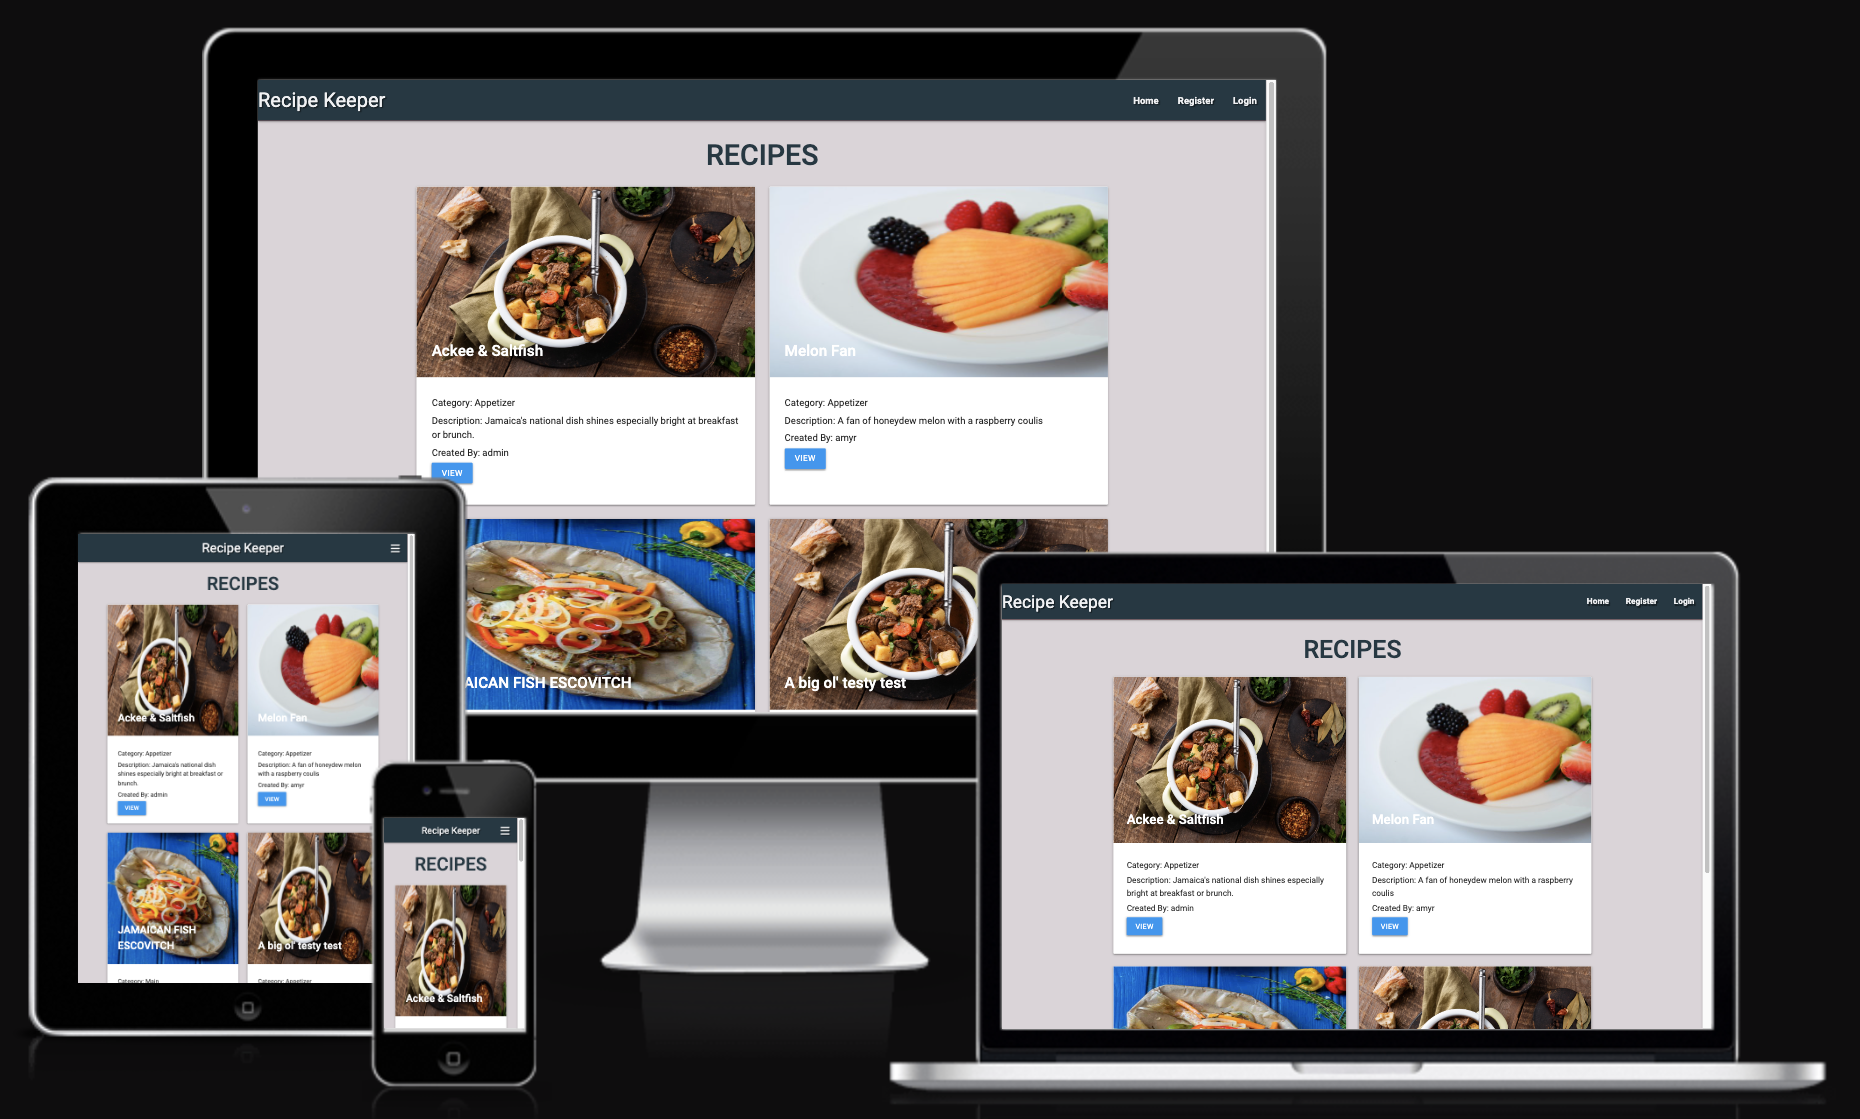 Recipe Keeper
Home Register Login
RECIPES
Ackee & Saltfish
Category: Appetizer
Description: Jamaica's national dish shines especially bright at breakfast
or brunch.
Created By: admin
VIEW
Melon Fan
Category: Appetizer
Description: A fan of honeydew melon with a raspberry coulis
Created By: amyr
VIEW
AICAN FISH ESCOVITCH
A big ol' testy test
Recipe Keeper
RECIPES
Ackee & Saltfish
Category: Appetizer
Description: Jamaica's national dish
shines especially bright at breakfast or
brunch.
Created By: admin
VIEW
Melon Fan
Category: Appetizer
Description: A fan of honeydew melon
with a raspberry coulis
Created By: amyr
VIEW
JAMAICAN FISH
ESCOVITCH
Category: Main
A big ol' testy test
Category: Appetizer
Recipe Keeper
RECIPES
Ackee & Saltfish
Recipe Keeper
Home Register Login
RECIPES
Ackee & Saltfish
Category: Appetizer
Description: Jamaica's national dish shines especially
bright at breakfast or brunch.
Created By: admin
VIEW
Melon Fan
Category: Appetizer
Description: A fan of honeydew melon with a raspberry
coulis
Created By: amyr
VIEW